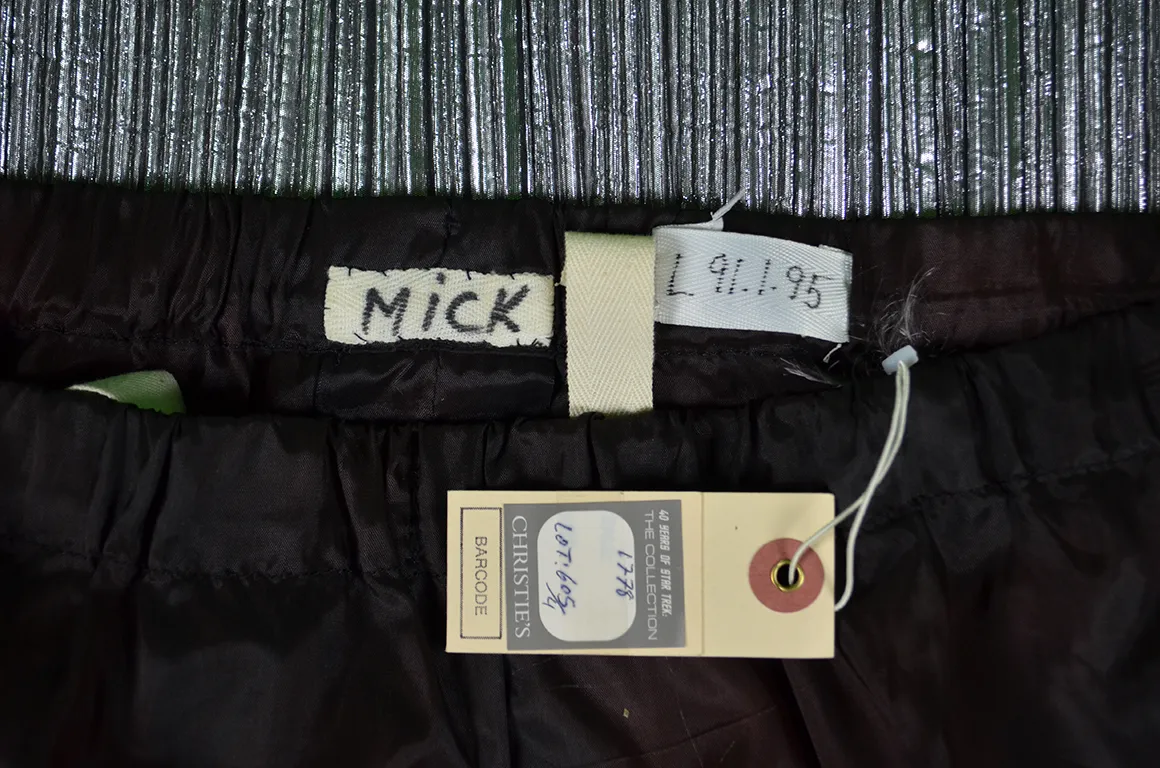 MicK
L 91.1.95
40 YEARS OF STAR TREK:
THE COLLECTION
1778
LOT: 605
CHRISTIE'S
BARCODE